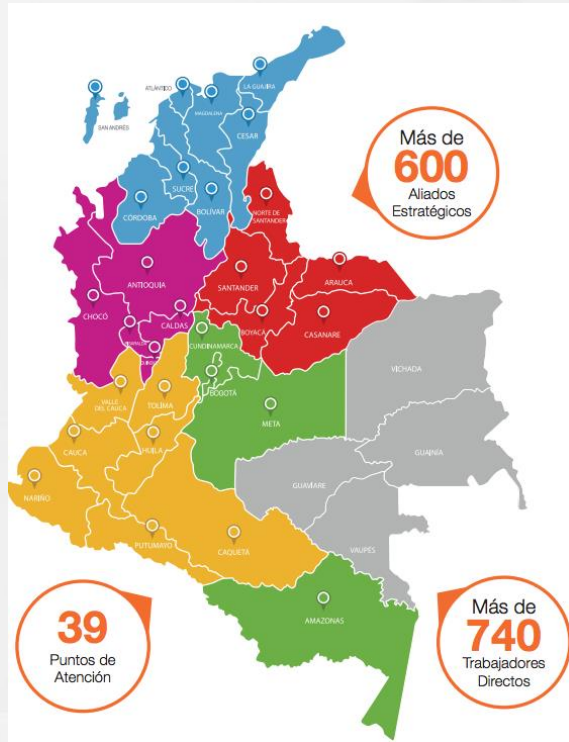 LA GUAJIRA
ATLÁNTICO
MAGDALENA
SAN ANDRES
CESAR
SUCRE
CÓRDOBA
BOLÍVAR
NORTE DE
SANTANDER
Más de
600
Aliados
Estratégicos
ANTIOQUIA
SANTANDER
ARAUCA
CHOCÓ
CALDAS
BOYACÁ
CASANARE
CUNDINAMARCA
BOGOTÁ
VICHADA
VALLE
DEL CAUCA
TOLIMA
META
CAUCA
HUILA
GUAINÍA
GUAVIARE
NARIÑO
PUTUMAYO
CAQUETÁ
VAUPÉS
AMAZONAS
39
Puntos de
Atención
Más de
740
Trabajadores
Directos